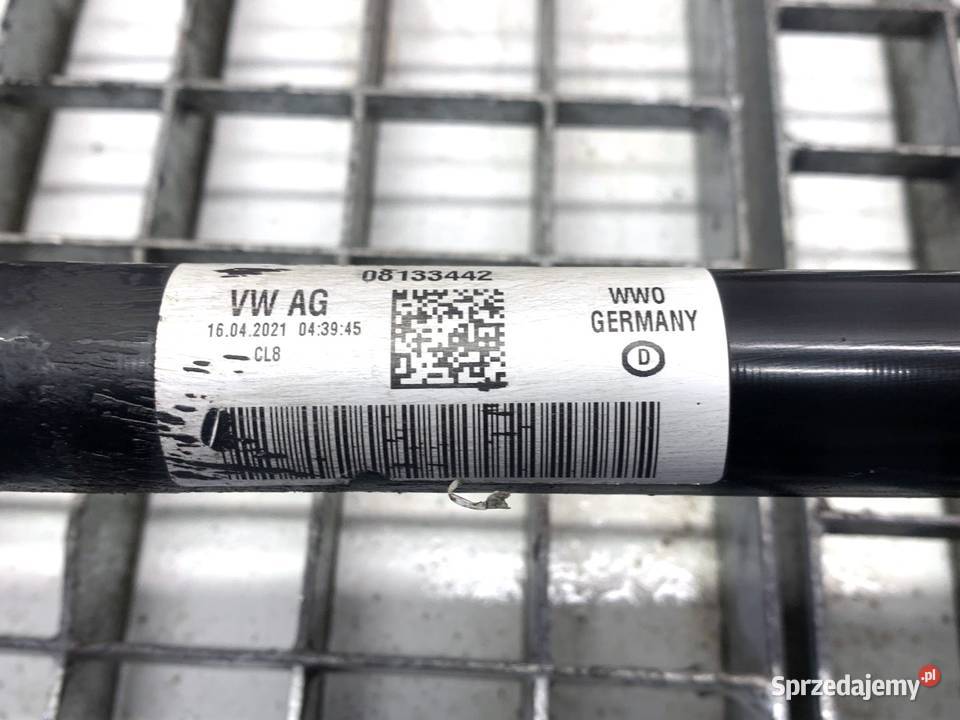 08133442
VW AG
16.04.2021 04:39:45
CL8
WWO
GERMANY
D
Sprzedajemy.pl